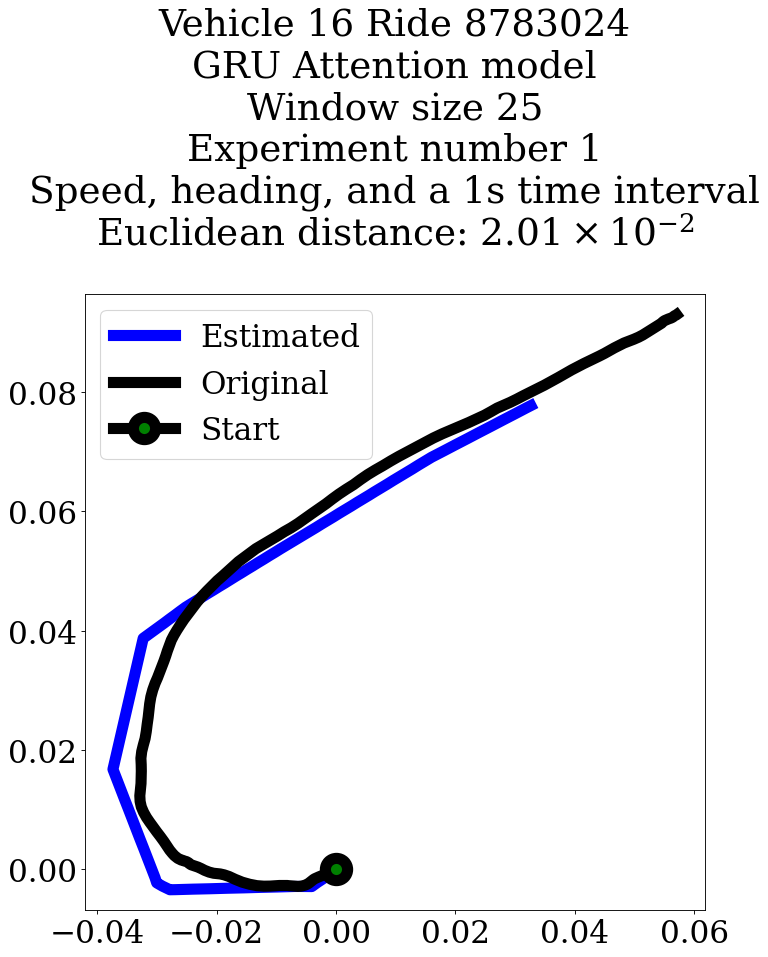 Vehicle 16 Ride 8783024
GRU Attention model
Window size 25
Experiment number 1
Speed, heading, and a 1s time interval
Euclidean distance: 2.01 × 10⁻²
Estimated
Original
Start
0.08
0.06
0.04
0.02
0.00
−0.04 −0.02 0.00 0.02 0.04 0.06